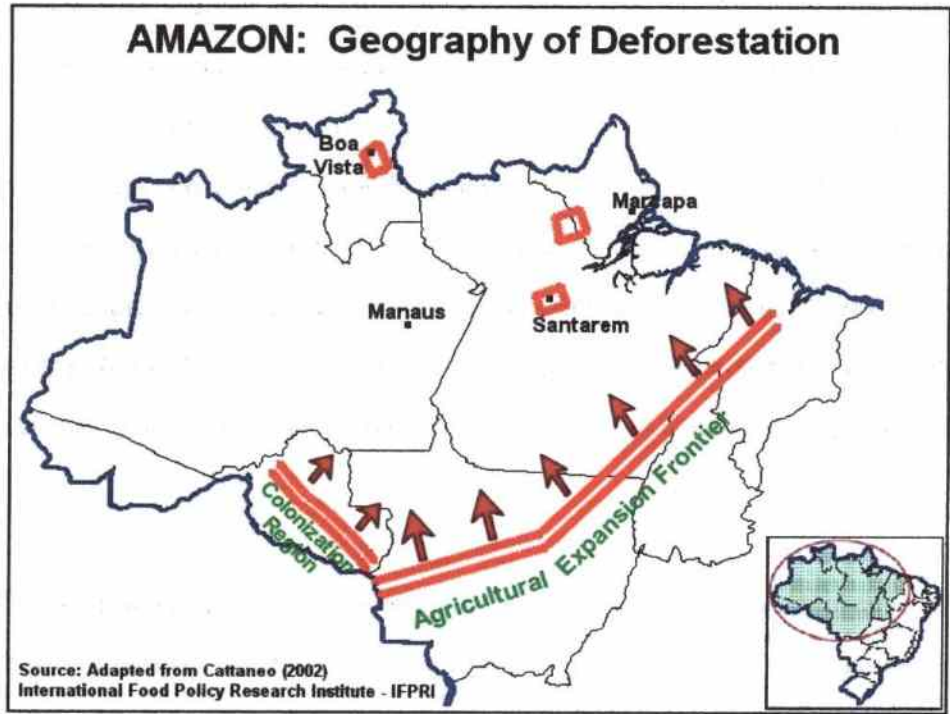 AMAZON: Geography of Deforestation
Boa
Vista
Marzapa
Manaus
Santarem
Colonization
Region
Agricultural Expansion Frontier
Source: Adapted from Cattaneo (2002)
International Food Policy Research Institute - IFPRI